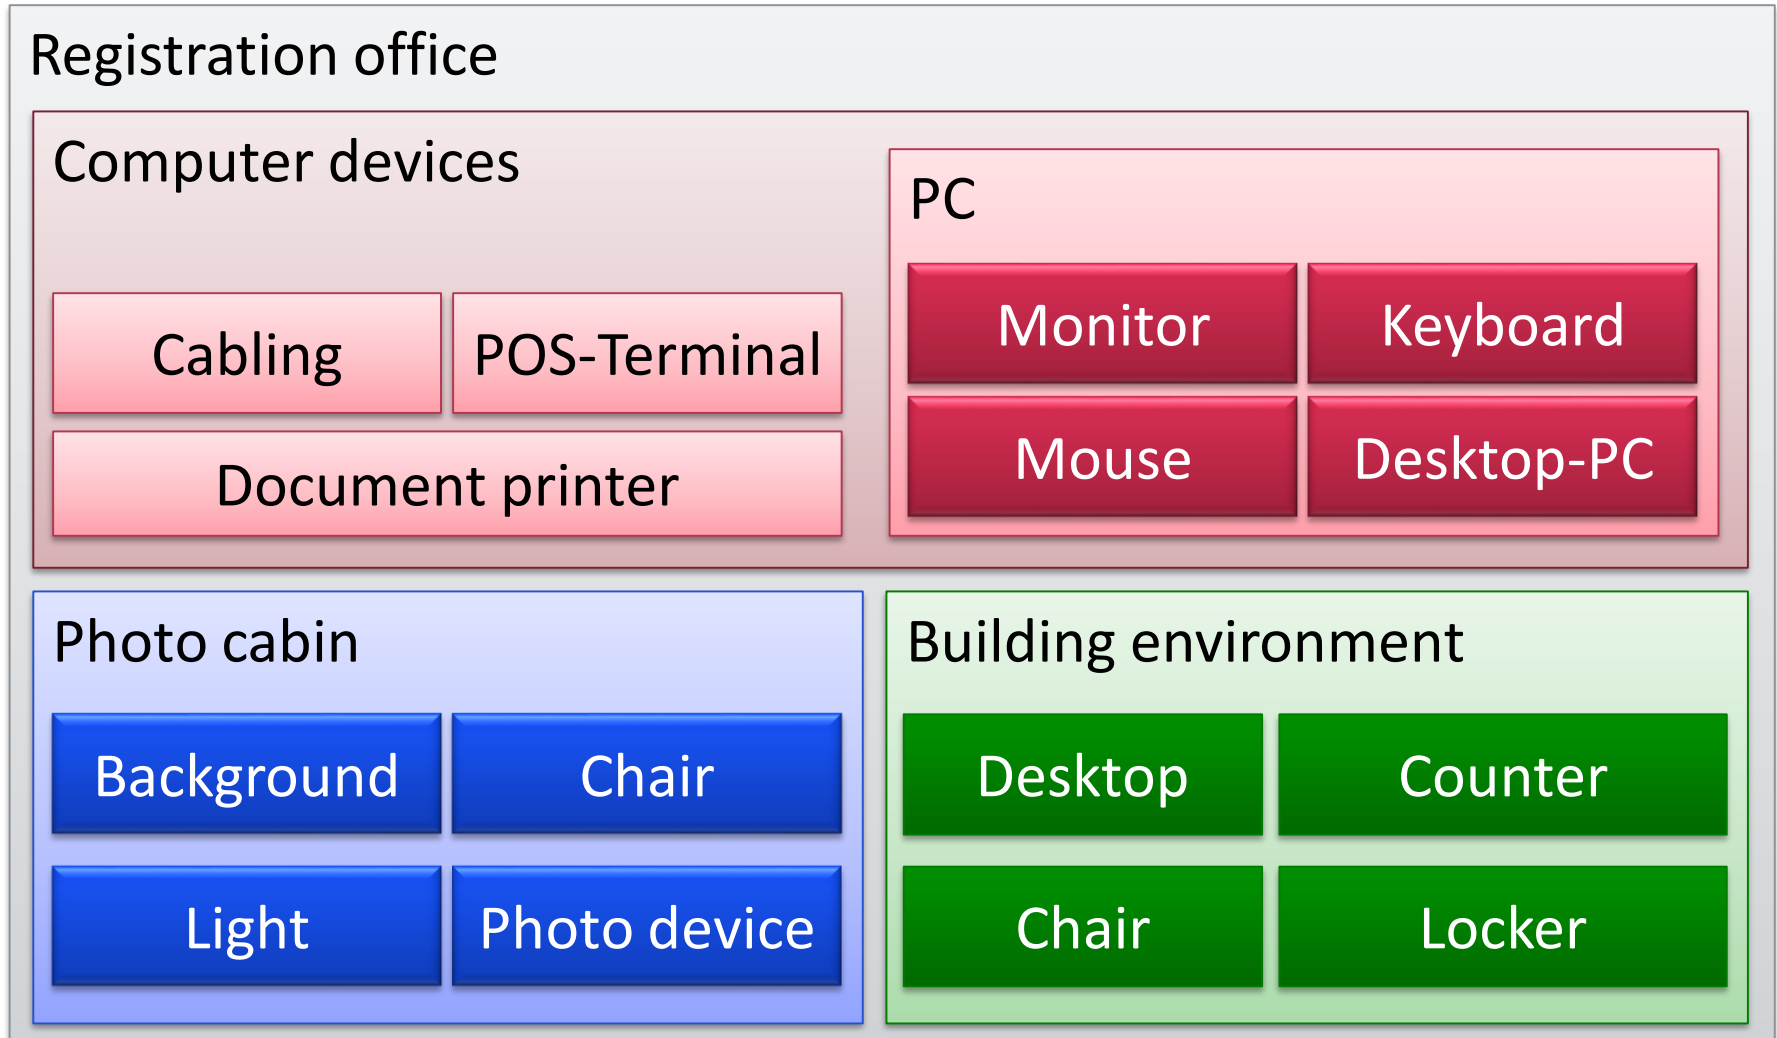 Registration office
Computer devices
PC
Cabling
POS-Terminal
Document printer
Monitor
Keyboard
Mouse
Desktop-PC
Photo cabin
Background
Chair
Light
Photo device
Building environment
Desktop
Counter
Chair
Locker